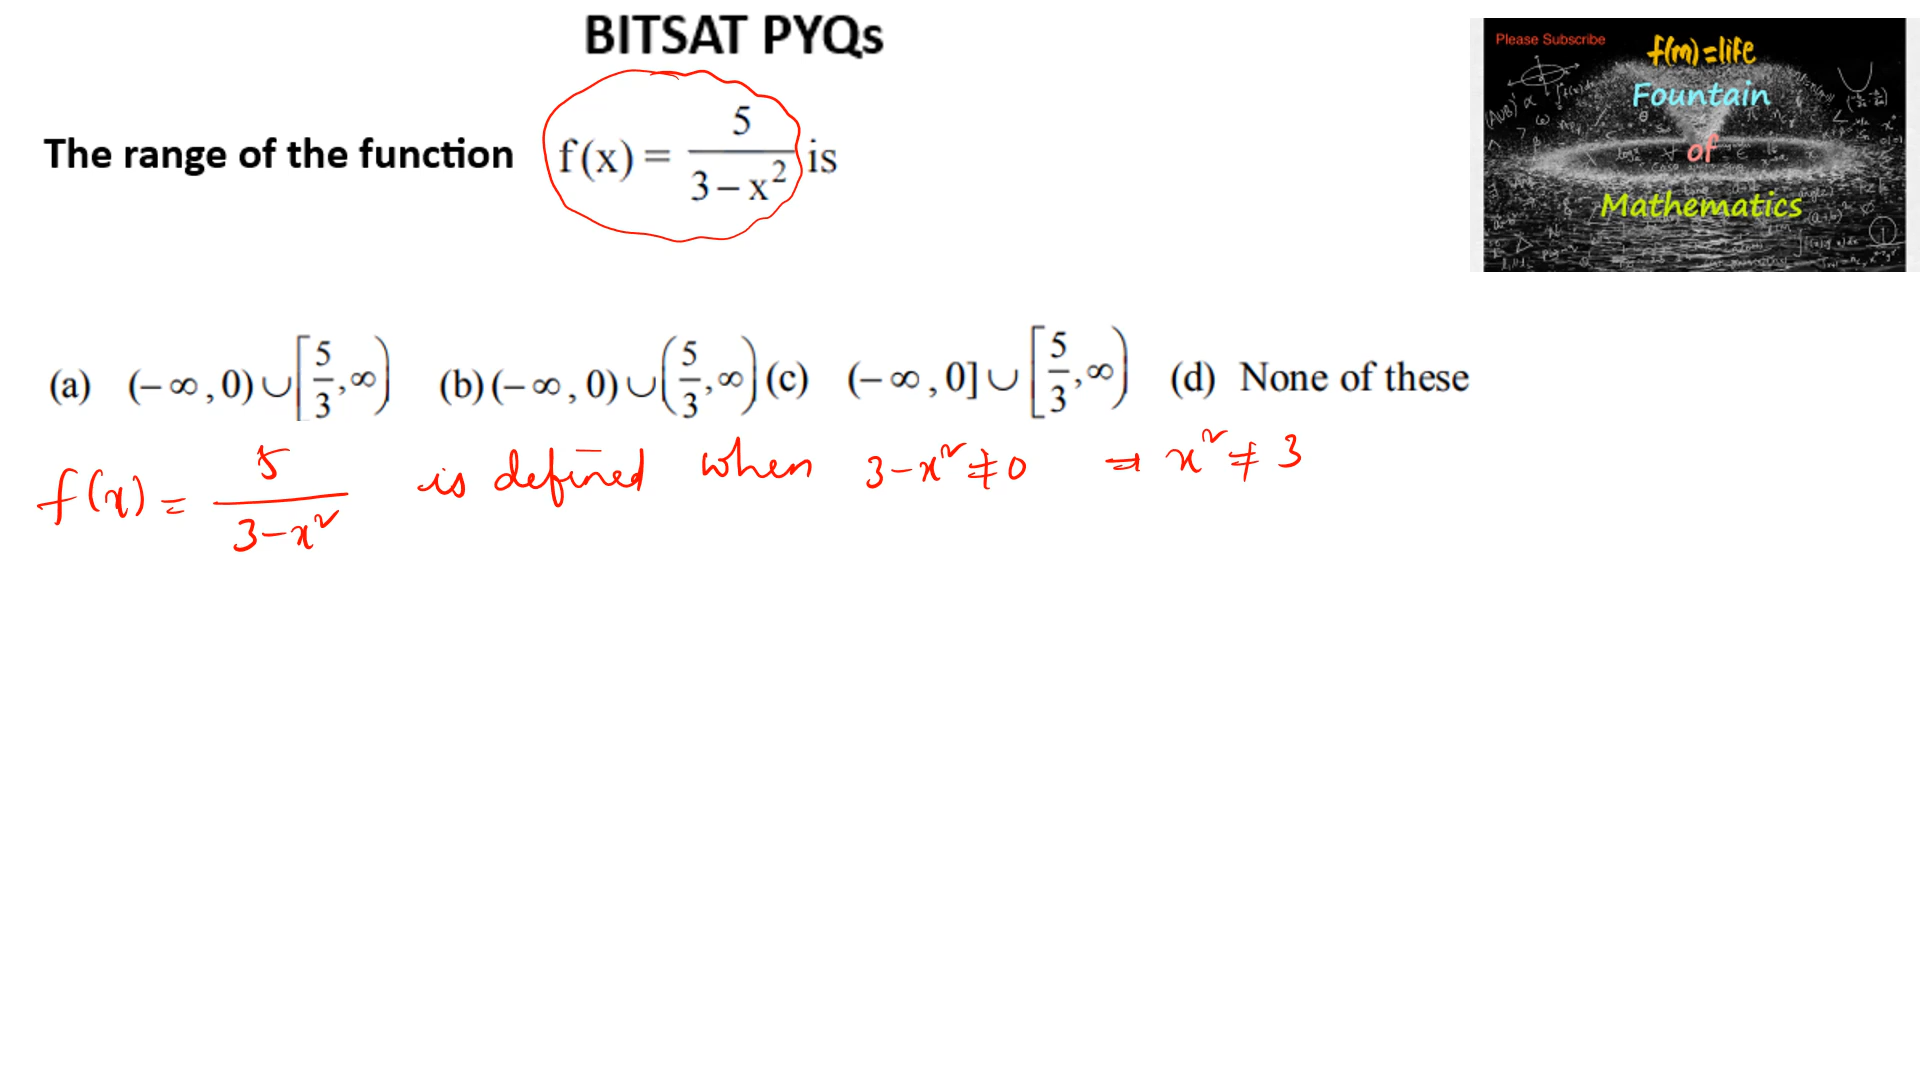 BITSAT PYQs
The range of the function f(x) = 5/(3 – x²) is
(a) (– ∞, 0) ∪ [5/3, ∞) (b) (– ∞, 0) ∪ (5/3, ∞) (c) (– ∞, 0] ∪ [5/3, ∞) (d) None of these
f(x) = 5/(3-x²) is defined when 3-x² ≠ 0 ⇒ x² ≠ 3
Please Subscribe
f(m)=life
Fountain
of
Mathematics